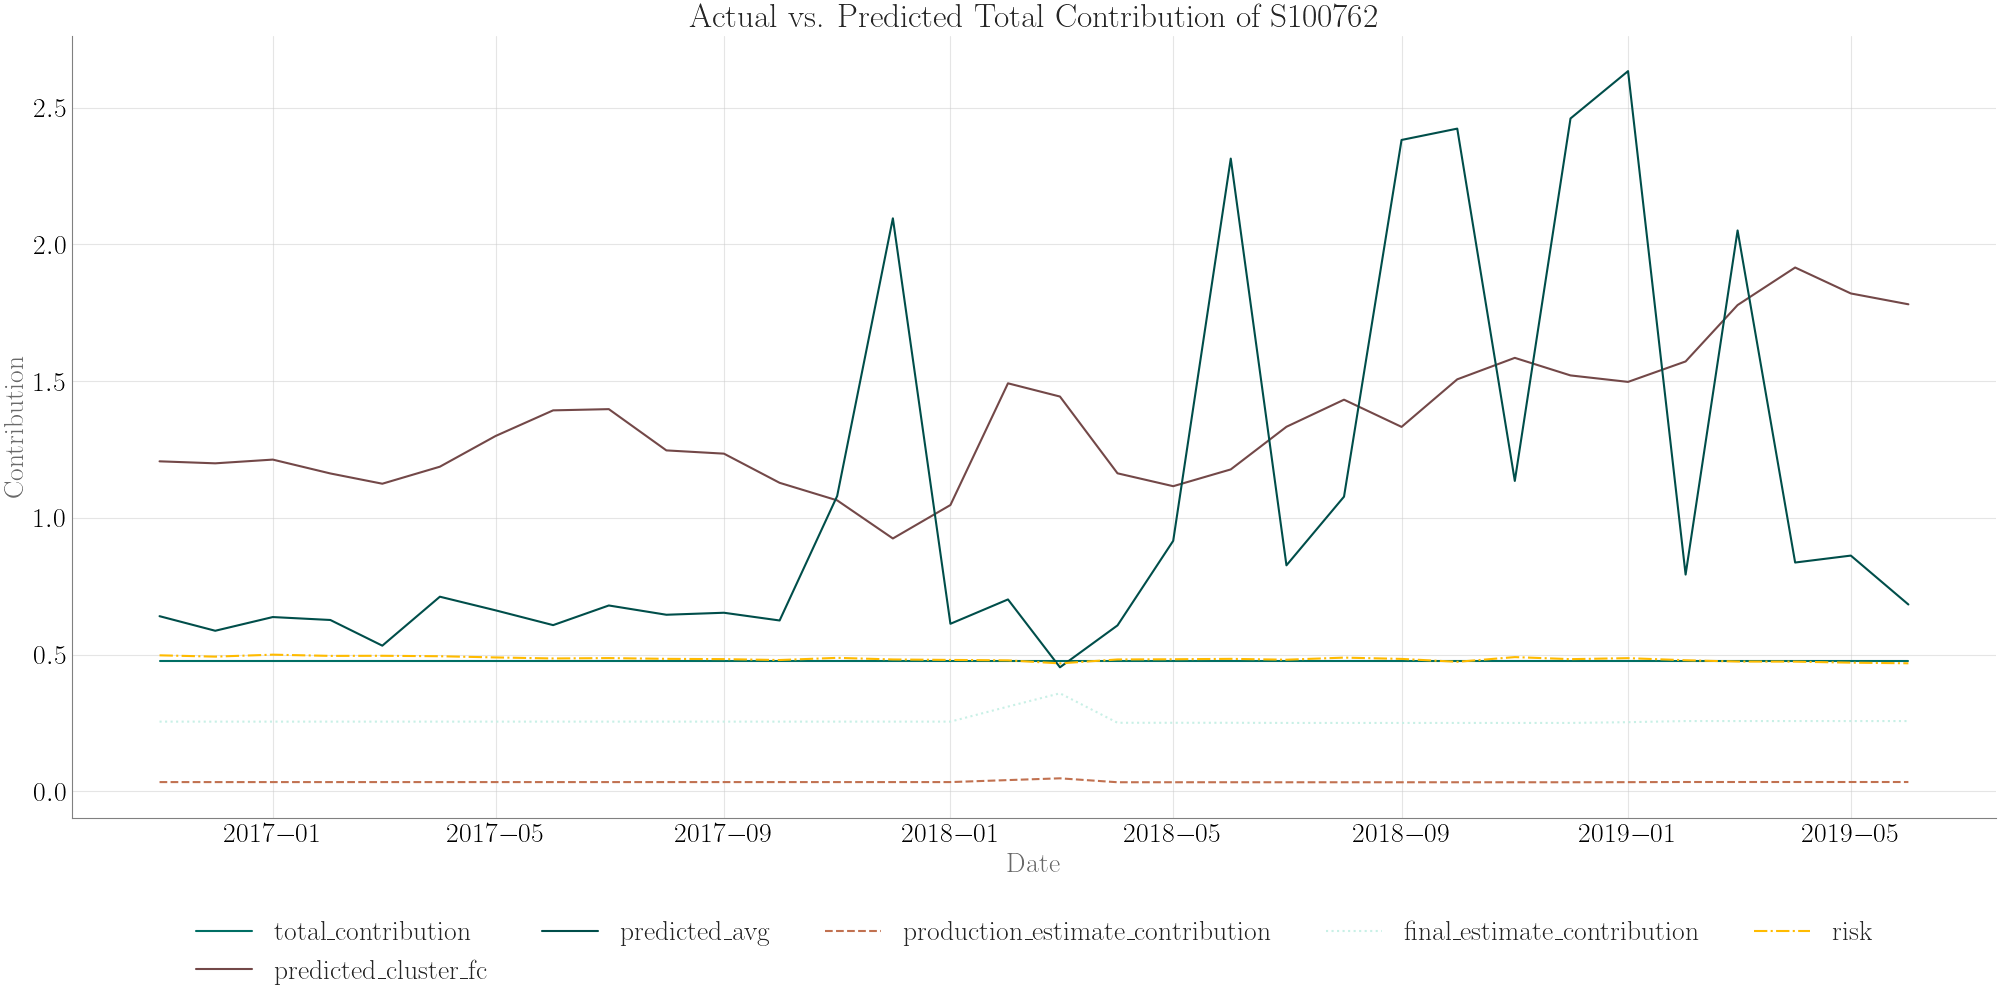 Actual vs. Predicted Total Contribution of S100762
2.5
2.0
1.5
1.0
0.5
0.0
Contribution
2017–01 2017–05 2017–09 2018–01 2018–05 2018–09 2019–01 2019–05
Date
total_contribution predicted_avg production_estimate_contribution final_estimate_contribution risk
predicted_cluster_fc